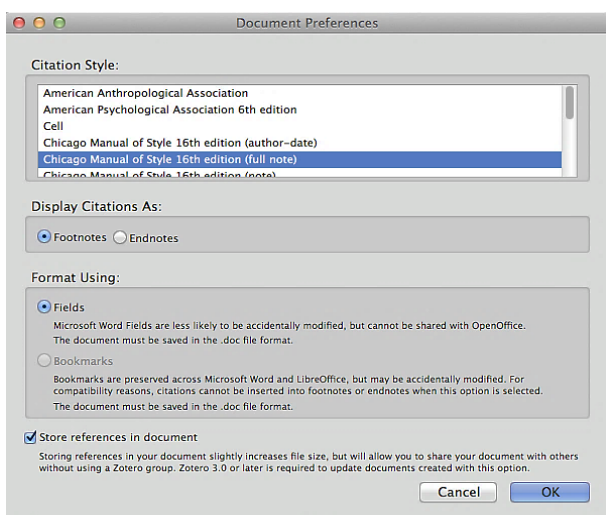 Document Preferences
Citation Style:
American Anthropological Association
American Psychological Association 6th edition
Cell
Chicago Manual of Style 16th edition (author-date)
Chicago Manual of Style 16th edition (full note)
Chicago Manual of Style 16th edition (note)
Display Citations As:
Footnotes Endnotes
Format Using:
Fields
Microsoft Word Fields are less likely to be accidentally modified, but cannot be shared with OpenOffice.
The document must be saved in the .doc file format.
Bookmarks
Bookmarks are preserved across Microsoft Word and LibreOffice, but may be accidentally modified. For
compatibility reasons, citations cannot be inserted into footnotes or endnotes when this option is selected.
The document must be saved in the .doc file format.
Store references in document
Storing references in your document slightly increases file size, but will allow you to share your document with others
without using a Zotero group. Zotero 3.0 or later is required to update documents created with this option.
Cancel OK